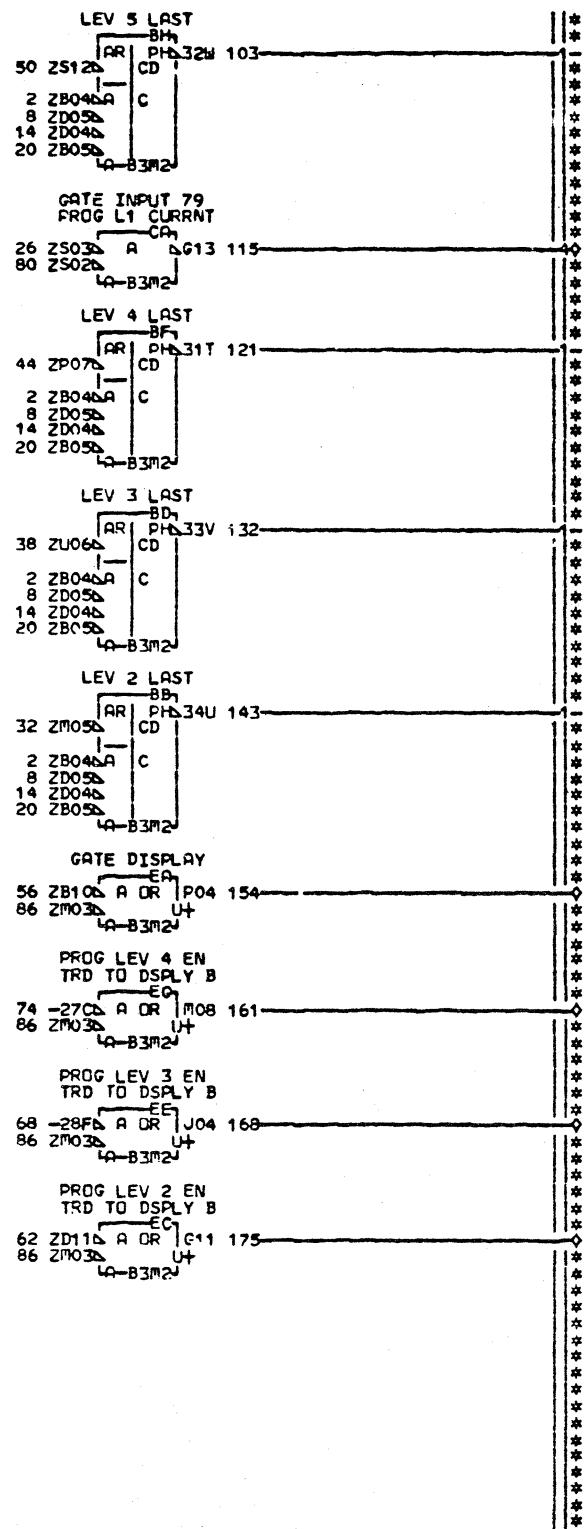 LEV 5 LAST
BH
AR PH 32W 103
50 ZS12 CD
2 ZB04 A C
8 ZD05
14 ZD04
20 ZB05
A-B3M2
GATE INPUT 79
PROG L1 CURRNT
CA
26 ZS03 A G13 115
80 ZS02
A-B3M2
LEV 4 LAST
BF
AR PH 31T 121
44 ZP07 CD
2 ZB04 A C
8 ZD05
14 ZD04
20 ZB05
A-B3M2
LEV 3 LAST
BD
AR PH 33V 132
38 ZU06 CD
2 ZB04 A C
8 ZD05
14 ZD04
20 ZB05
A-B3M2
LEV 2 LAST
BB
AR PH 34U 143
32 ZM05 CD
2 ZB04 A C
8 ZD05
14 ZD04
20 ZB05
A-B3M2
GATE DISPLAY
EA
56 ZB10 A OR P04 154
86 ZM03 U+
A-B3M2
PROG LEV 4 EN
TRD TO DSPLY B
EG
74 -27C A OR M08 161
86 ZM03 U+
A-B3M2
PROG LEV 3 EN
TRD TO DSPLY B
EE
68 -28F A OR J04 168
86 ZM03 U+
A-B3M2
PROG LEV 2 EN
TRD TO DSPLY B
EC
62 ZD11 A OR G11 175
86 ZM03 U+
A-B3M2